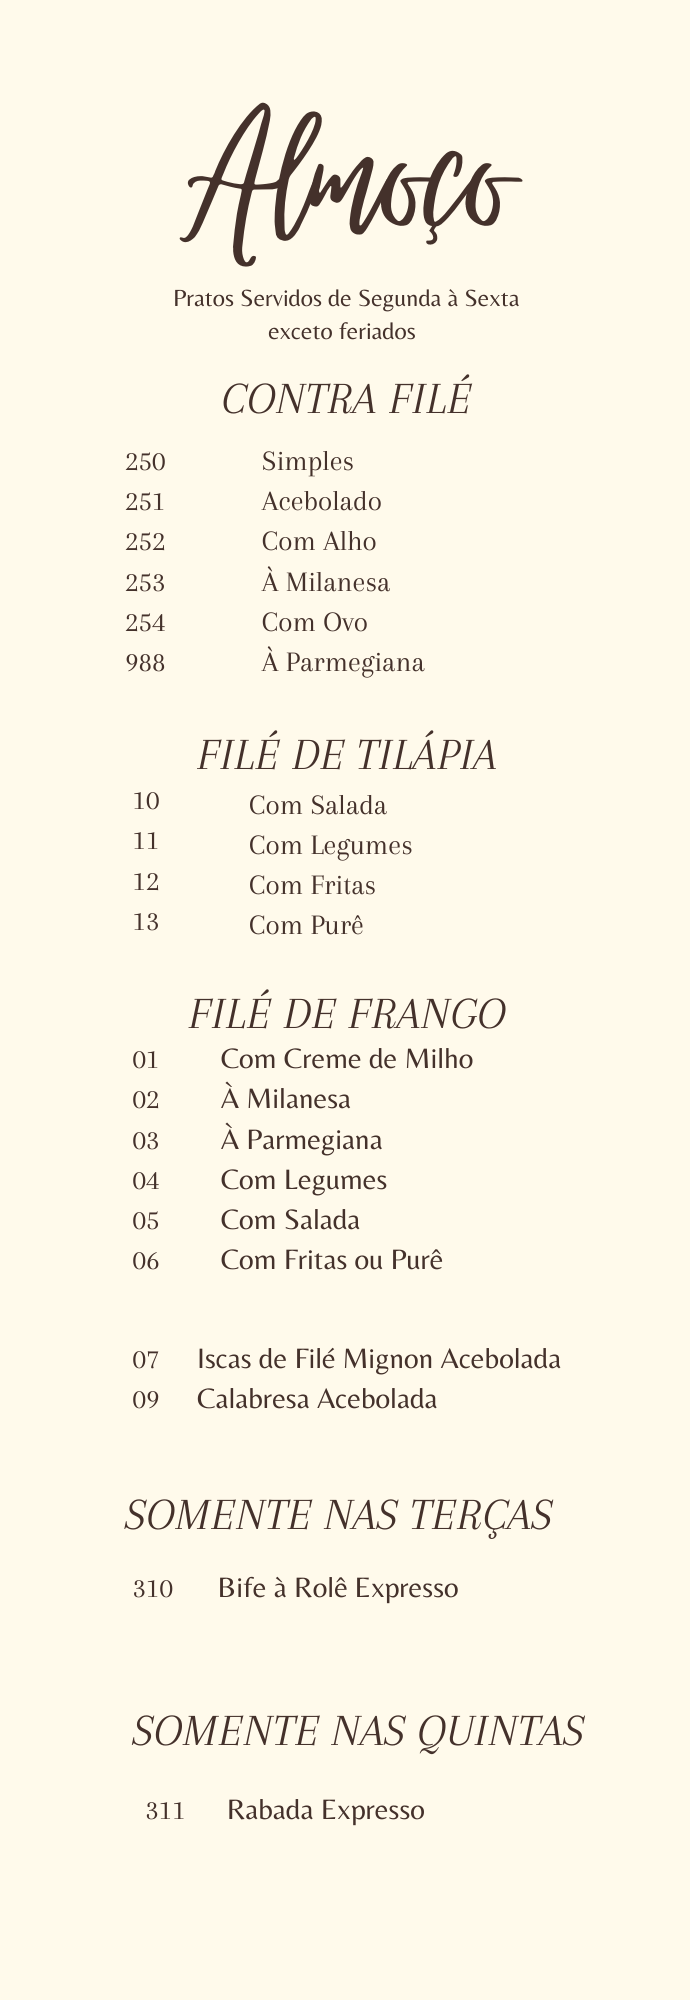 Almoço
Pratos Servidos de Segunda à Sexta
exceto feriados
CONTRA FILÉ
250 Simples
251 Acebolado
252 Com Alho
253 À Milanesa
254 Com Ovo
988 À Parmegiana
FILÉ DE TILÁPIA
10 Com Salada
11 Com Legumes
12 Com Fritas
13 Com Purê
FILÉ DE FRANGO
01 Com Creme de Milho
02 À Milanesa
03 À Parmegiana
04 Com Legumes
05 Com Salada
06 Com Fritas ou Purê
07 Iscas de Filé Mignon Acebolada
09 Calabresa Acebolada
SOMENTE NAS TERÇAS
310 Bife à Rolê Expresso
SOMENTE NAS QUINTAS
311 Rabada Expresso